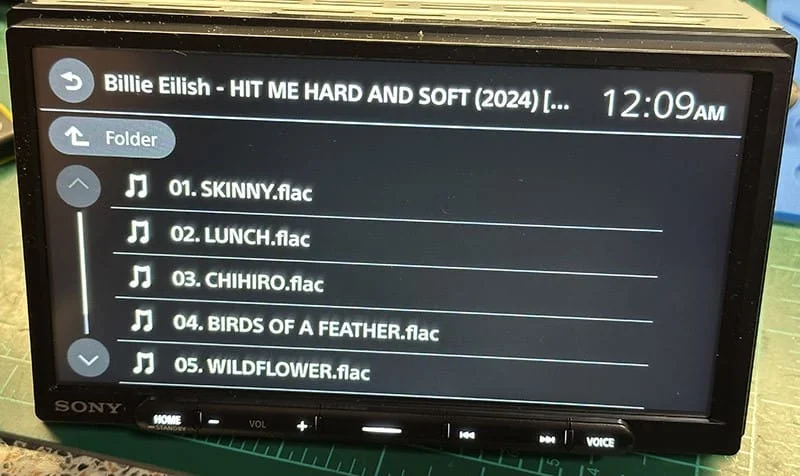 Billie Eilish - HIT ME HARD AND SOFT (2024) [... 12:09AM
Folder
01. SKINNY.flac
02. LUNCH.flac
03. CHIHIRO.flac
04. BIRDS OF A FEATHER.flac
05. WILDFLOWER.flac
SONY HOME - VOL + VOICE
STANDBY